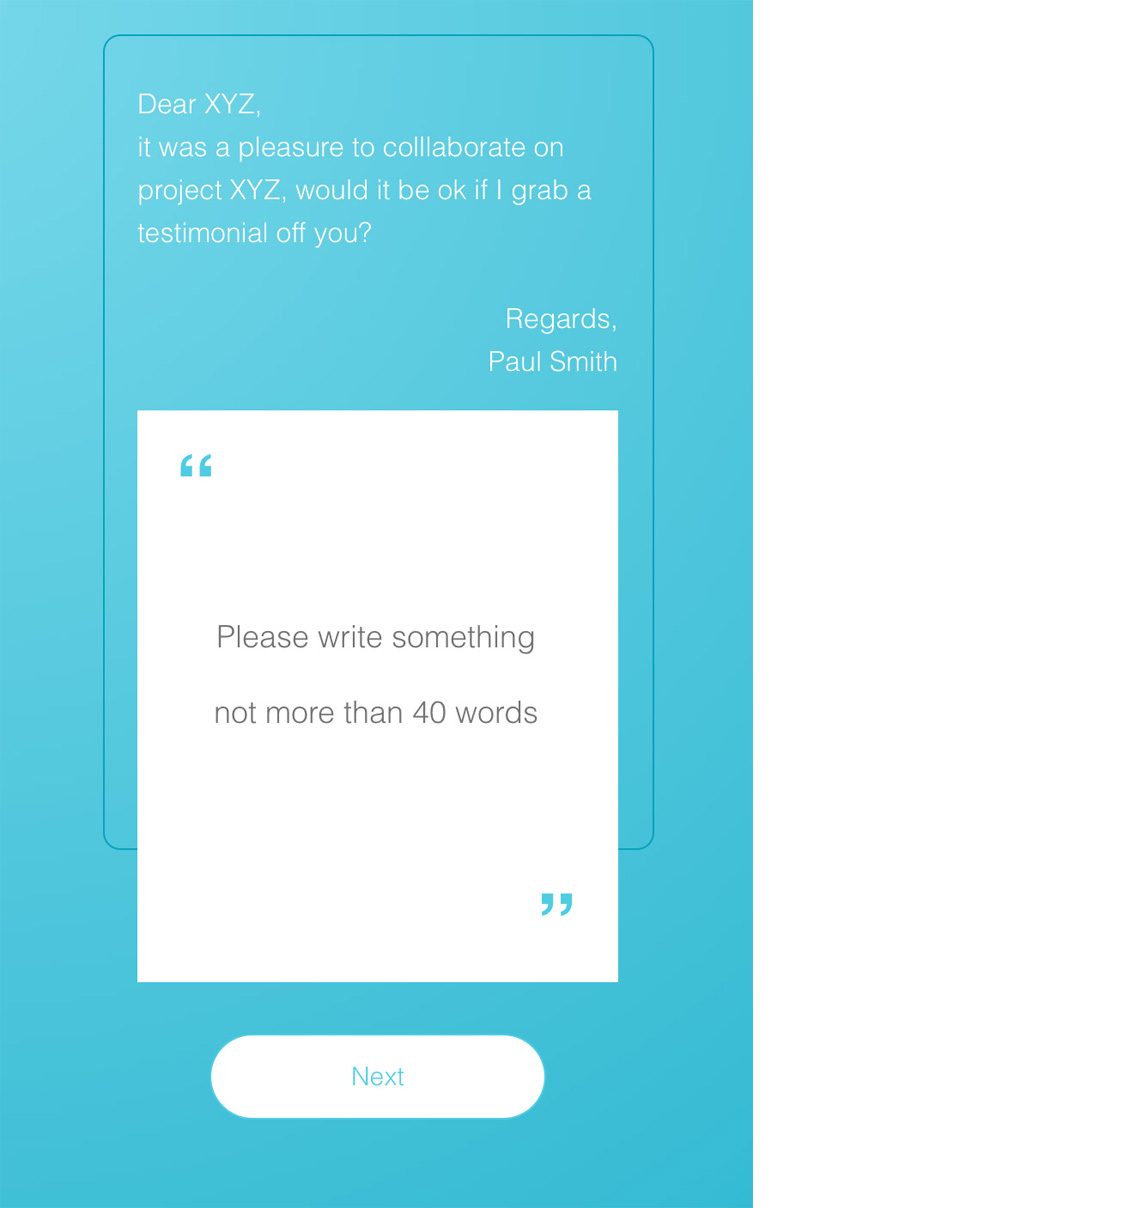 Dear XYZ,
it was a pleasure to colllaborate on
project XYZ, would it be ok if I grab a
testimonial off you?
Regards,
Paul Smith
“
Please write something
not more than 40 words
”
Next